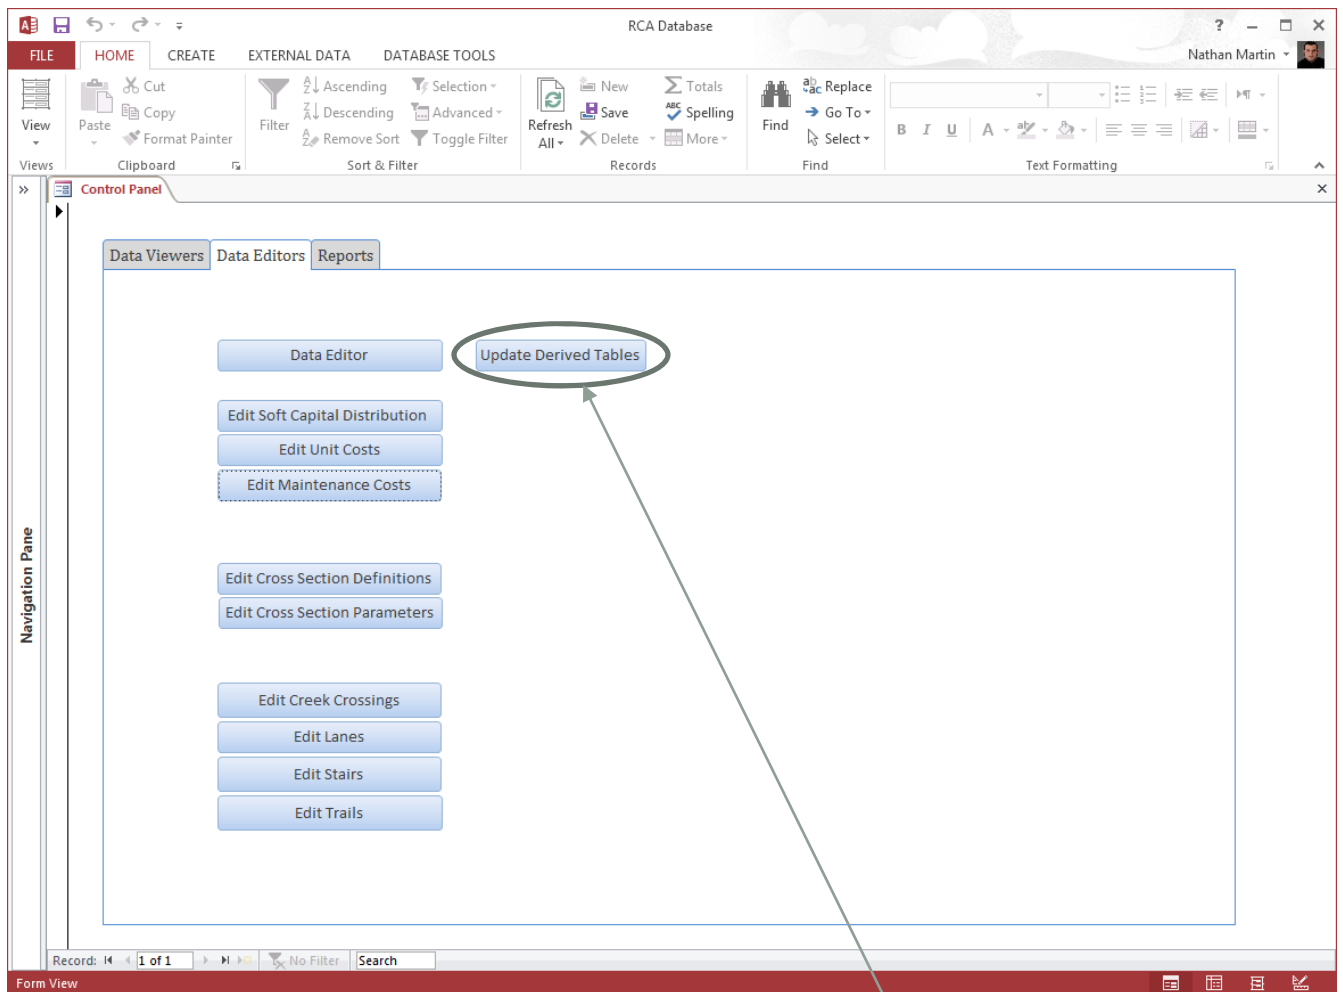 RCA Database
?
FILE HOME CREATE EXTERNAL DATA DATABASE TOOLS Nathan Martin
View
Views
Paste
Cut
Copy
Format Painter
Clipboard
Filter
Ascending
Descending
Remove Sort
Selection
Advanced
Toggle Filter
Sort & Filter
Refresh
All
New
Save
Delete
Totals
Spelling
More
Records
Find
Replace
Go To
Select
Find
B I U A
Text Formatting
Control Panel
Navigation Pane
Data Viewers Data Editors Reports
Data Editor Update Derived Tables
Edit Soft Capital Distribution
Edit Unit Costs
Edit Maintenance Costs
Edit Cross Section Definitions
Edit Cross Section Parameters
Edit Creek Crossings
Edit Lanes
Edit Stairs
Edit Trails
Record: 1 of 1 No Filter Search
Form View